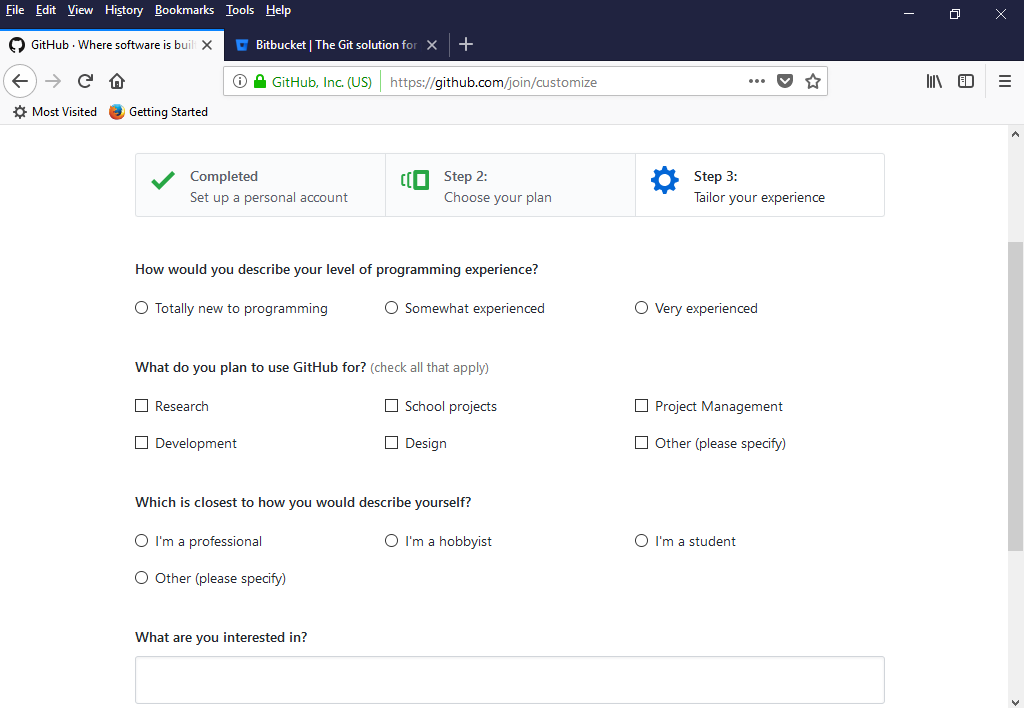 File Edit View History Bookmarks Tools Help
GitHub · Where software is buil
Bitbucket | The Git solution for
GitHub, Inc. (US) https://github.com/join/customize
Most Visited Getting Started
Completed
Set up a personal account
Step 2:
Choose your plan
Step 3:
Tailor your experience
How would you describe your level of programming experience?
Totally new to programming Somewhat experienced Very experienced
What do you plan to use GitHub for? (check all that apply)
Research School projects Project Management
Development Design Other (please specify)
Which is closest to how you would describe yourself?
I'm a professional I'm a hobbyist I'm a student
Other (please specify)
What are you interested in?